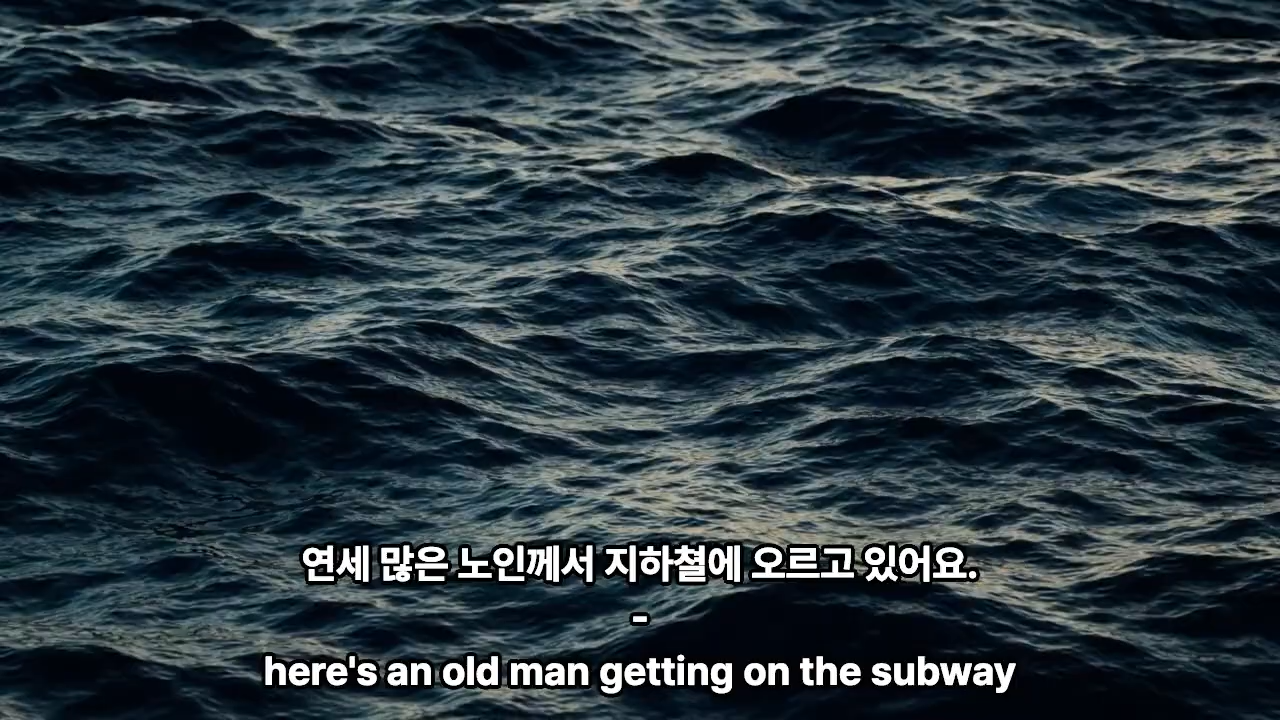 연세 많은 노인께서 지하쳘에 오르고 있어요.
-
here's an old man getting on the subway